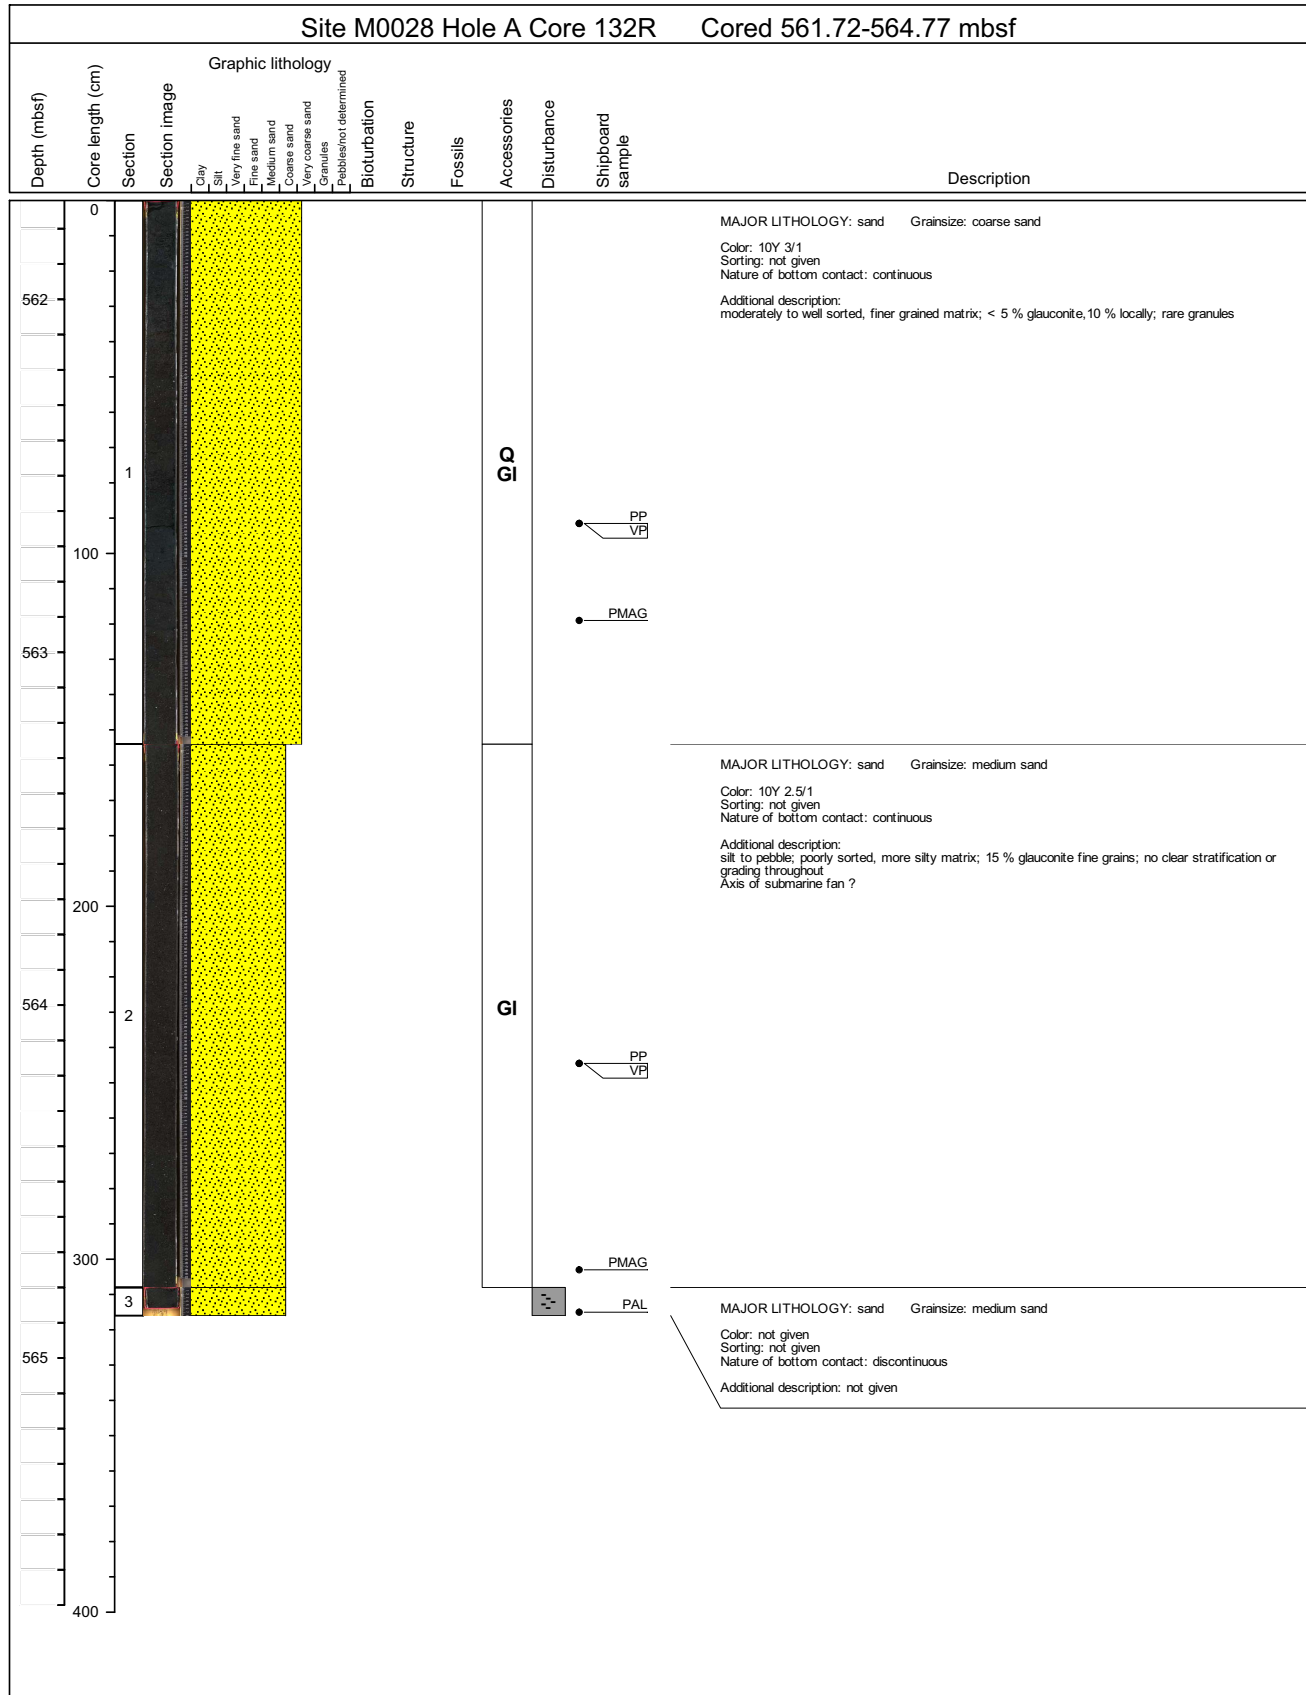 Site M0028 Hole A Core 132R Cored 561.72-564.77 mbsf
Graphic lithology
Depth (mbsf)
Core length (cm)
Section
Section image
Clay
Silt
Very fine sand
Fine sand
Medium sand
Coarse sand
Very coarse sand
Granules
Pebbles/not determined
Bioturbation
Structure
Fossils
Accessories
Disturbance
Shipboard
sample
Description
0
MAJOR LITHOLOGY: sand Grainsize: coarse sand
Color: 10Y 3/1
Sorting: not given
Nature of bottom contact: continuous
Additional description:
moderately to well sorted, finer grained matrix; < 5 % glauconite,10 % locally; rare granules
562
1
Q
Gl
PP
VP
100
PMAG
563
MAJOR LITHOLOGY: sand Grainsize: medium sand
Color: 10Y 2.5/1
Sorting: not given
Nature of bottom contact: continuous
Additional description:
silt to pebble; poorly sorted, more silty matrix; 15 % glauconite fine grains; no clear stratification or
grading throughout
Axis of submarine fan ?
200
564
2
Gl
PP
VP
300
PMAG
3
PAL
MAJOR LITHOLOGY: sand Grainsize: medium sand
Color: not given
Sorting: not given
Nature of bottom contact: discontinuous
Additional description: not given
565
400